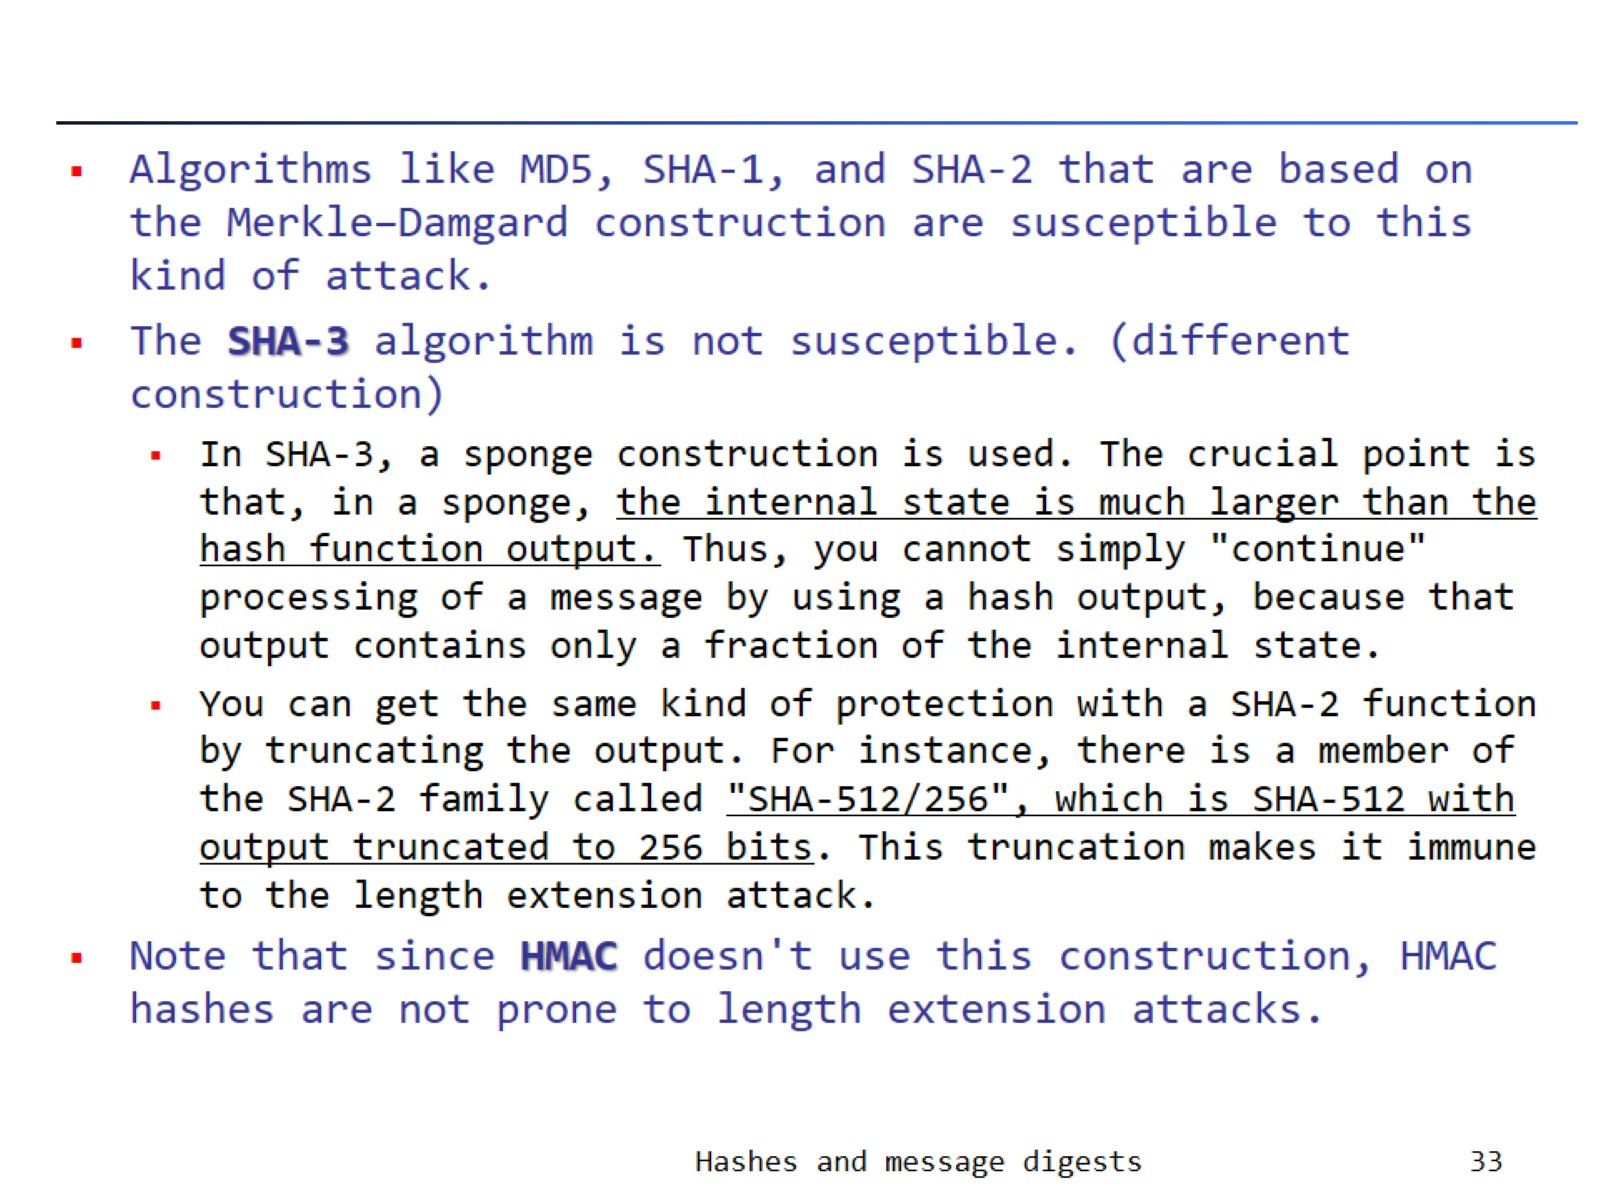 Algorithms like MD5, SHA-1, and SHA-2 that are based on
the Merkle–Damgard construction are susceptible to this
kind of attack.
The SHA-3 algorithm is not susceptible. (different
construction)
In SHA-3, a sponge construction is used. The crucial point is
that, in a sponge, the internal state is much larger than the
hash function output. Thus, you cannot simply "continue"
processing of a message by using a hash output, because that
output contains only a fraction of the internal state.
You can get the same kind of protection with a SHA-2 function
by truncating the output. For instance, there is a member of
the SHA-2 family called "SHA-512/256", which is SHA-512 with
output truncated to 256 bits. This truncation makes it immune
to the length extension attack.
Note that since HMAC doesn't use this construction, HMAC
hashes are not prone to length extension attacks.
Hashes and message digests 33